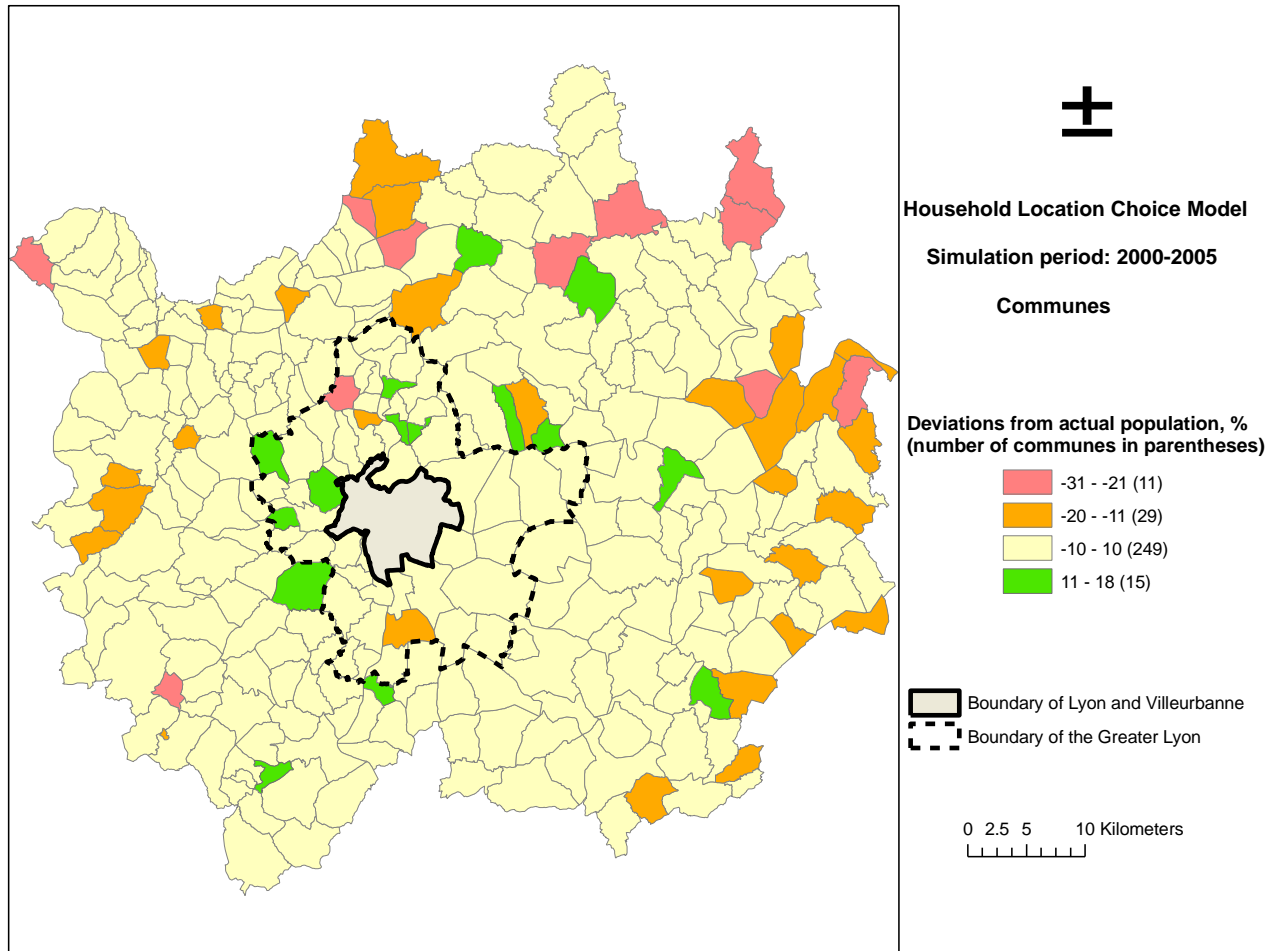 ±
Household Location Choice Model
Simulation period: 2000-2005
Communes
Deviations from actual population, %
(number of communes in parentheses)
-31 - -21 (11)
-20 - -11 (29)
-10 - 10 (249)
11 - 18 (15)
Boundary of Lyon and Villeurbanne
Boundary of the Greater Lyon
0 2.5 5 10 Kilometers